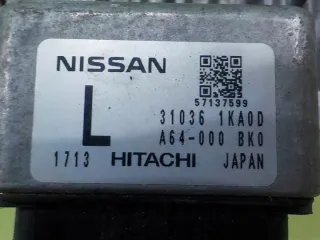 NISSAN
57137599
L
31036 1KA0D
A64-000 BK0
1713 HITACHI JAPAN